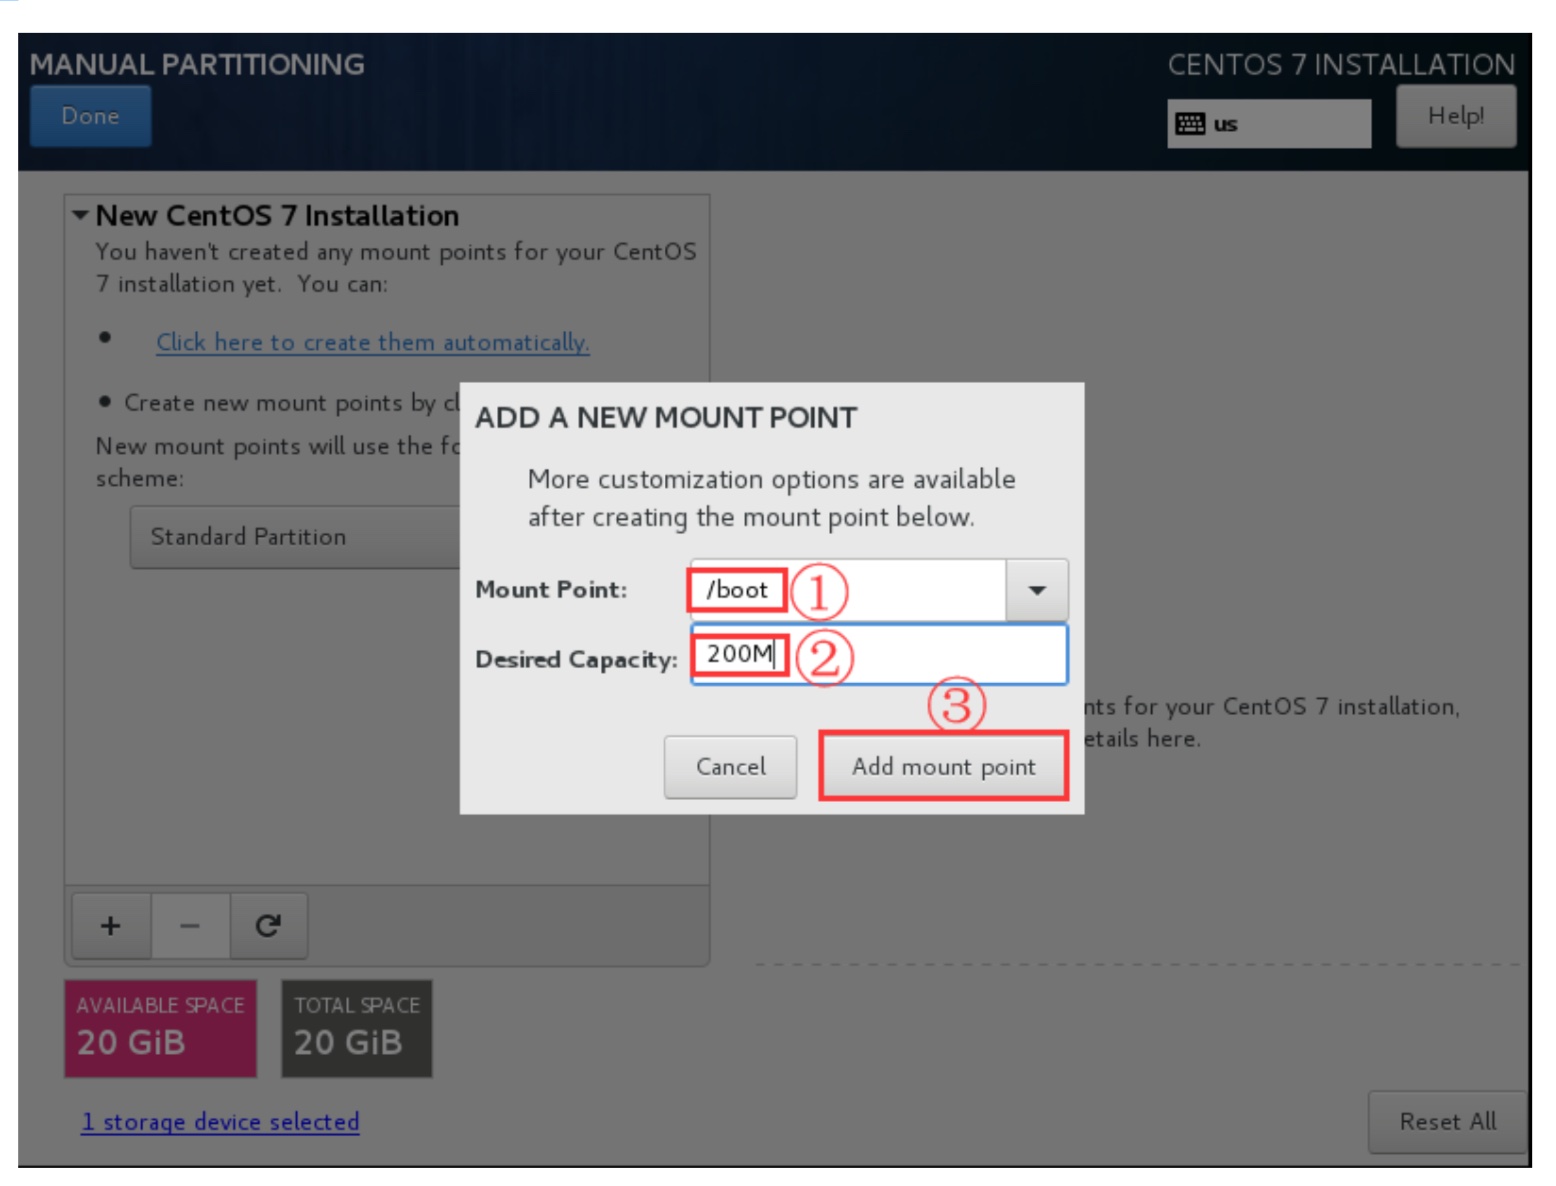 MANUAL PARTITIONING
CENTOS 7 INSTALLATION
Done
us
Help!
New CentOS 7 Installation
You haven't created any mount points for your CentOS
7 installation yet. You can:
Click here to create them automatically.
Create new mount points by cl
New mount points will use the fo
scheme:
Standard Partition
ADD A NEW MOUNT POINT
More customization options are available
after creating the mount point below.
Mount Point: /boot ①
Desired Capacity: 200M ②
③
Cancel
Add mount point
nts for your CentOS 7 installation,
etails here.
+ − 
AVAILABLE SPACE
20 GiB
TOTAL SPACE
20 GiB
1 storage device selected
Reset All